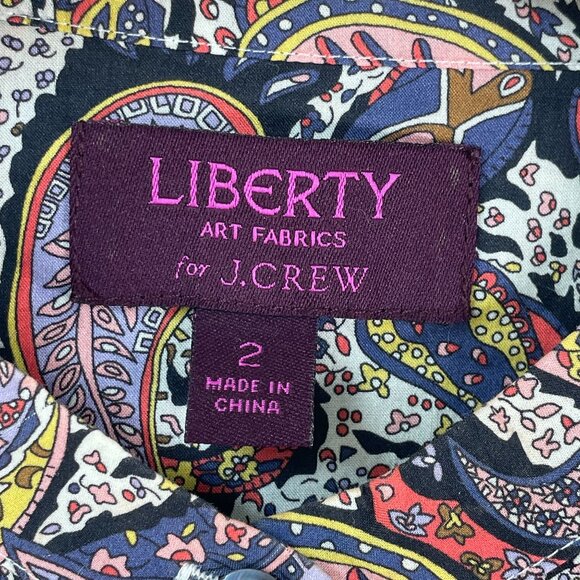 LIBERTY
ART FABRICS
for J.CREW
2
MADE IN
CHINA